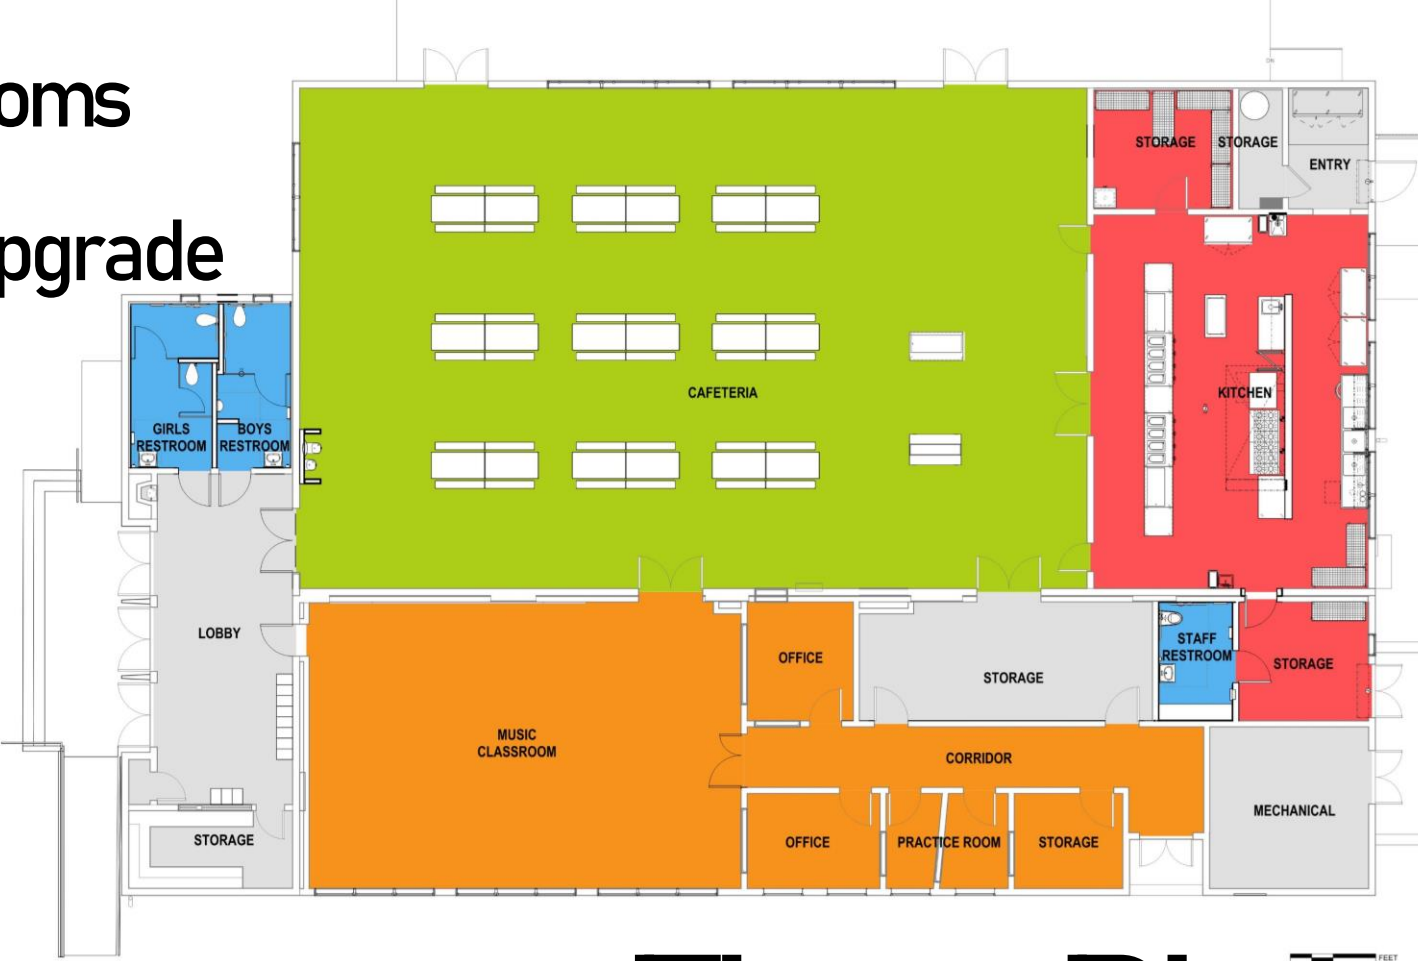 oms
pgrade
STORAGE
STORAGE
ENTRY
CAFETERIA
KITCHEN
GIRLS
RESTROOM
BOYS
RESTROOM
LOBBY
OFFICE
STORAGE
STAFF
RESTROOM
STORAGE
MUSIC
CLASSROOM
CORRIDOR
MECHANICAL
STORAGE
OFFICE
PRACTICE ROOM
STORAGE
FEET